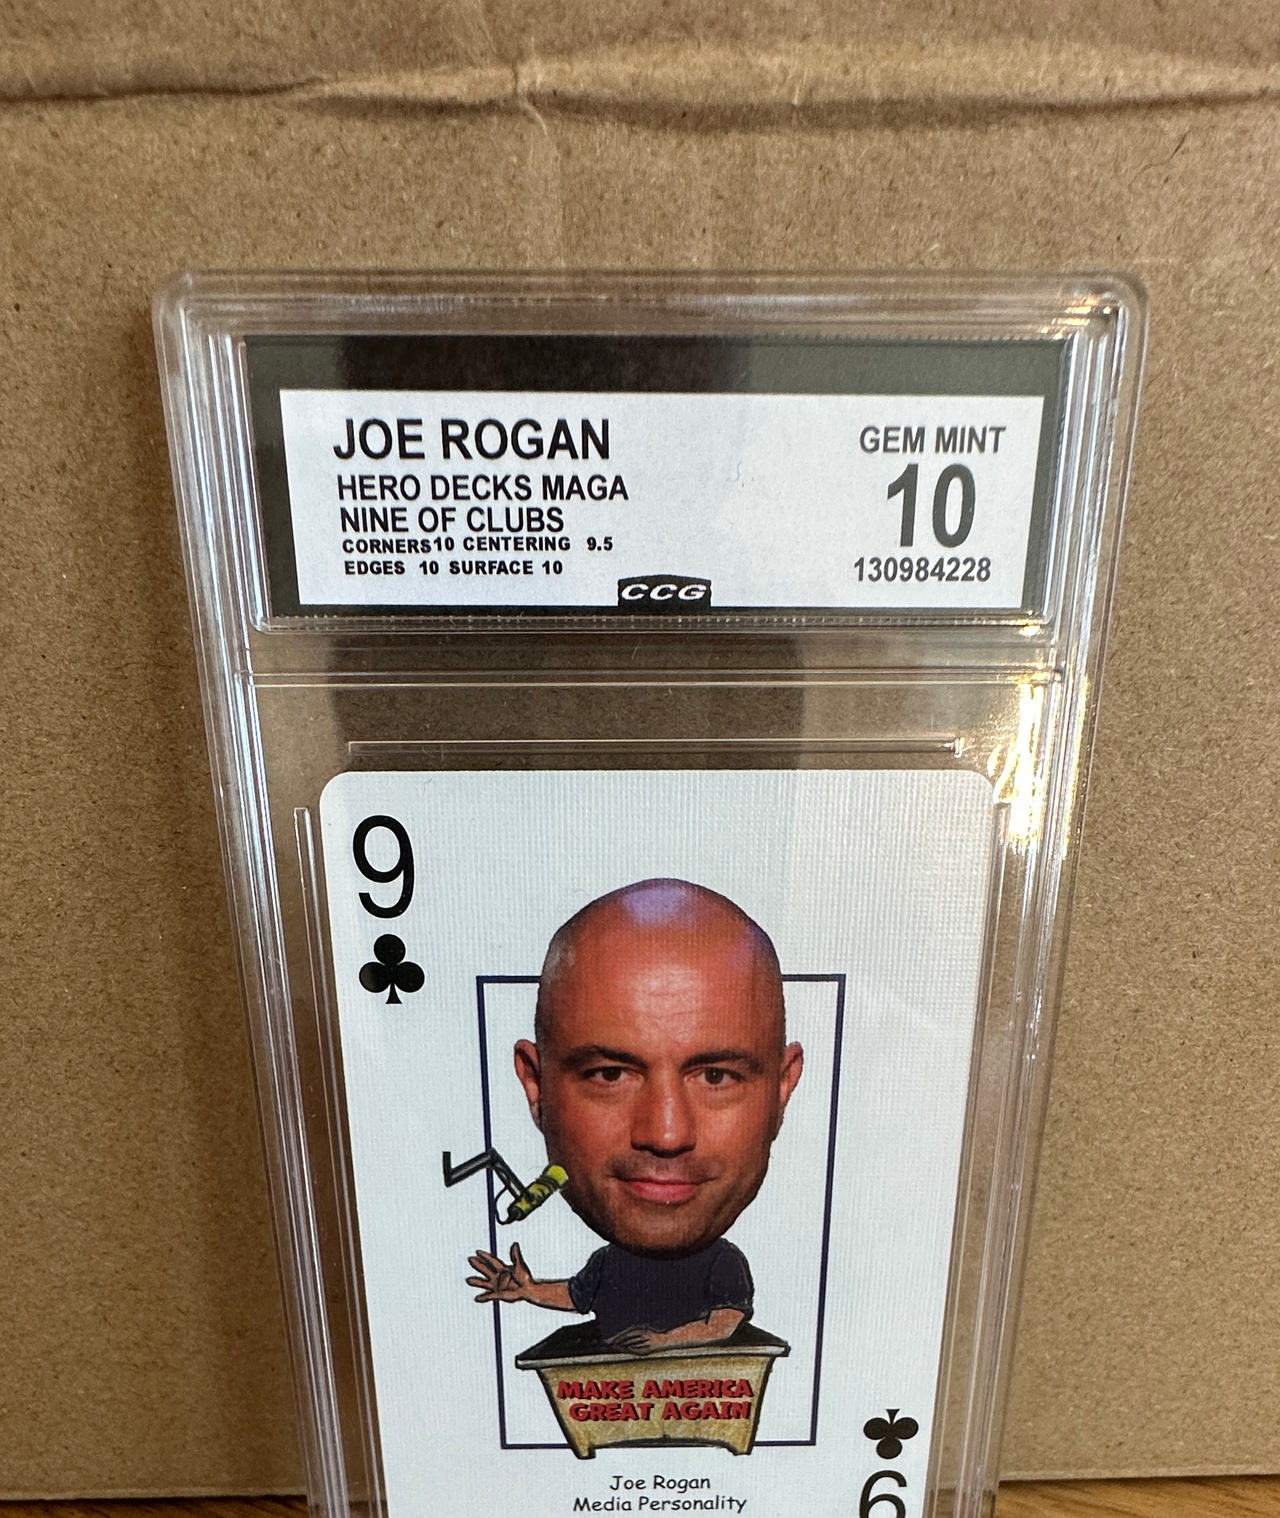 JOE ROGAN
HERO DECKS MAGA
NINE OF CLUBS
CORNERS10 CENTERING 9.5
EDGES 10 SURFACE 10
GEM MINT
10
130984228
CCG
9
MAKE AMERICA
GREAT AGAIN
Joe Rogan
Media Personality
9